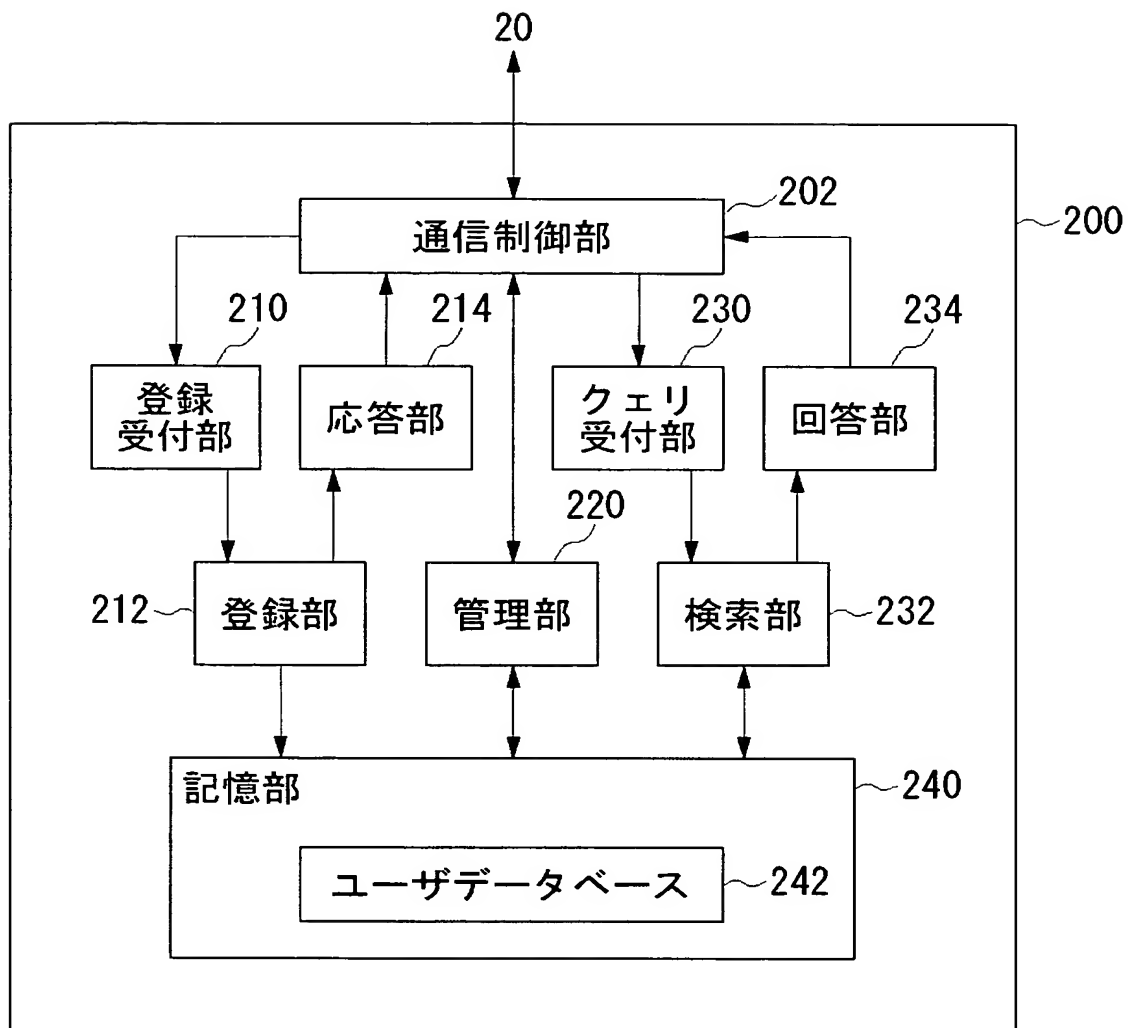 20
202
通信制御部
200
210
214
230
234
登録
受付部
応答部
クェリ
受付部
回答部
220
212
登録部
管理部
検索部
232
記憶部
240
ユーザデータベース
242